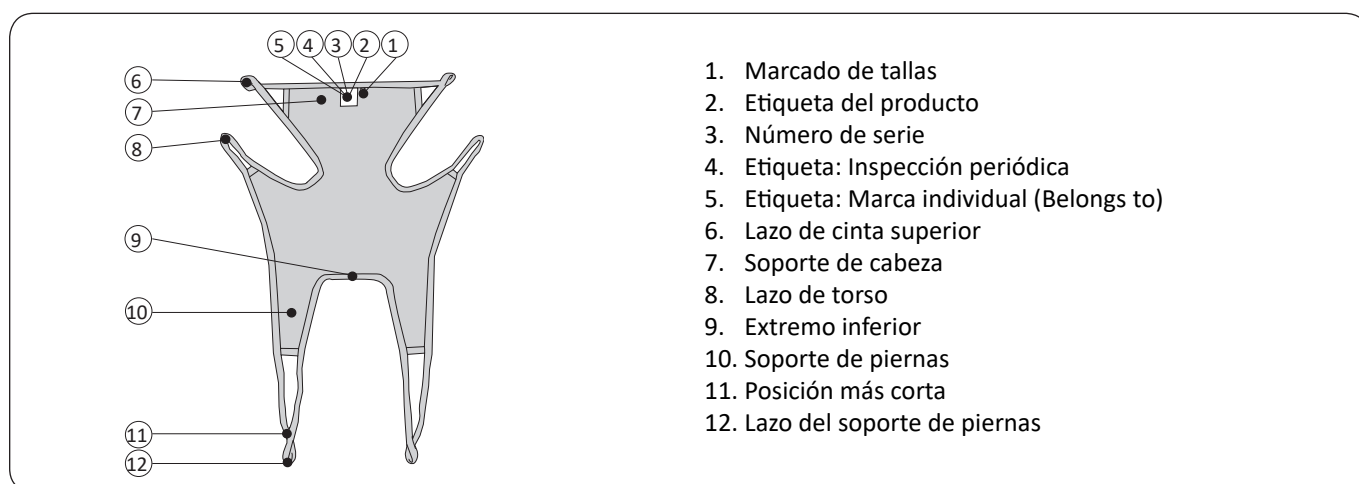 5 4 3 2 1
6
7
8
9
10
11
12
1. Marcado de tallas
2. Etiqueta del producto
3. Número de serie
4. Etiqueta: Inspección periódica
5. Etiqueta: Marca individual (Belongs to)
6. Lazo de cinta superior
7. Soporte de cabeza
8. Lazo de torso
9. Extremo inferior
10. Soporte de piernas
11. Posición más corta
12. Lazo del soporte de piernas